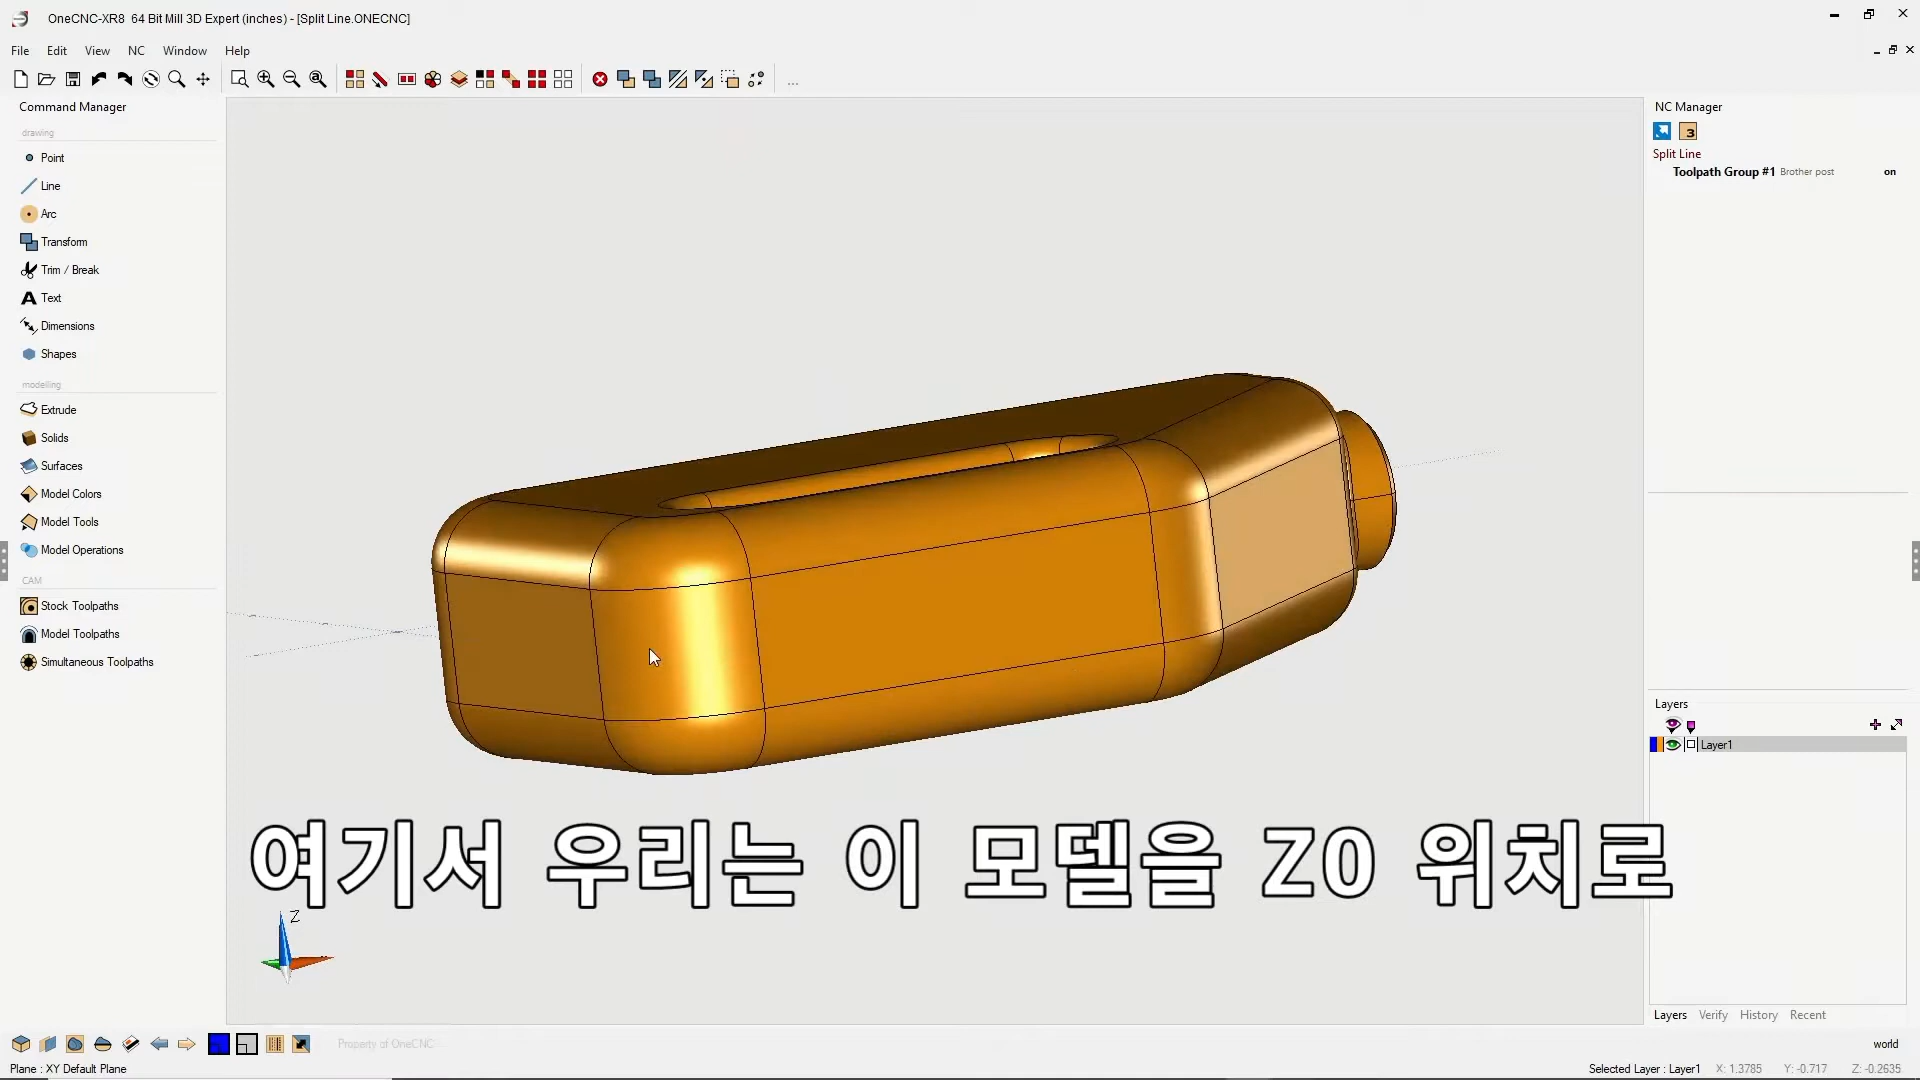 OneCNC-XR8 64 Bit Mill 3D Expert (inches) - [Split Line.ONECNC]
File Edit View NC Window Help
Command Manager
drawing
Point
Line
Arc
Transform
Trim / Break
A Text
Dimensions
Shapes
modelling
Extrude
Solids
Surfaces
Model Colors
Model Tools
Model Operations
CAM
Stock Toolpaths
Model Toolpaths
Simultaneous Toolpaths
NC Manager
3
Split Line
Toolpath Group #1 Brother post on
Layers
Layer1
여기서 우리는 이 모델을 Z0 위치로
Z
Layers Verify History Recent
Property of OneCNC
world
Plane : XY Default Plane
Selected Layer : Layer1 X: 1.3785 Y: -0.717 Z: -0.2635